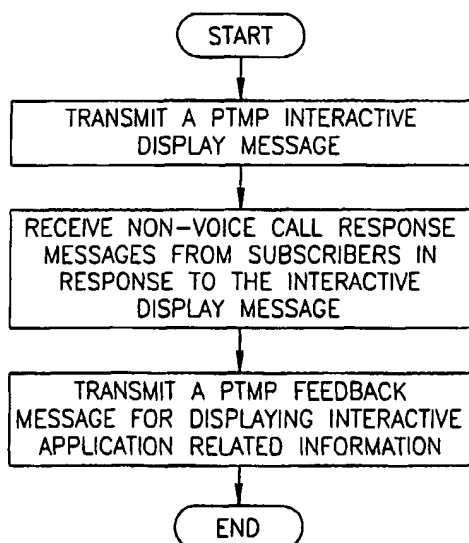 START
TRANSMIT A PTMP INTERACTIVE
DISPLAY MESSAGE
RECEIVE NON-VOICE CALL RESPONSE
MESSAGES FROM SUBSCRIBERS IN
RESPONSE TO THE INTERACTIVE
DISPLAY MESSAGE
TRANSMIT A PTMP FEEDBACK
MESSAGE FOR DISPLAYING INTERACTIVE
APPLICATION RELATED INFORMATION
END